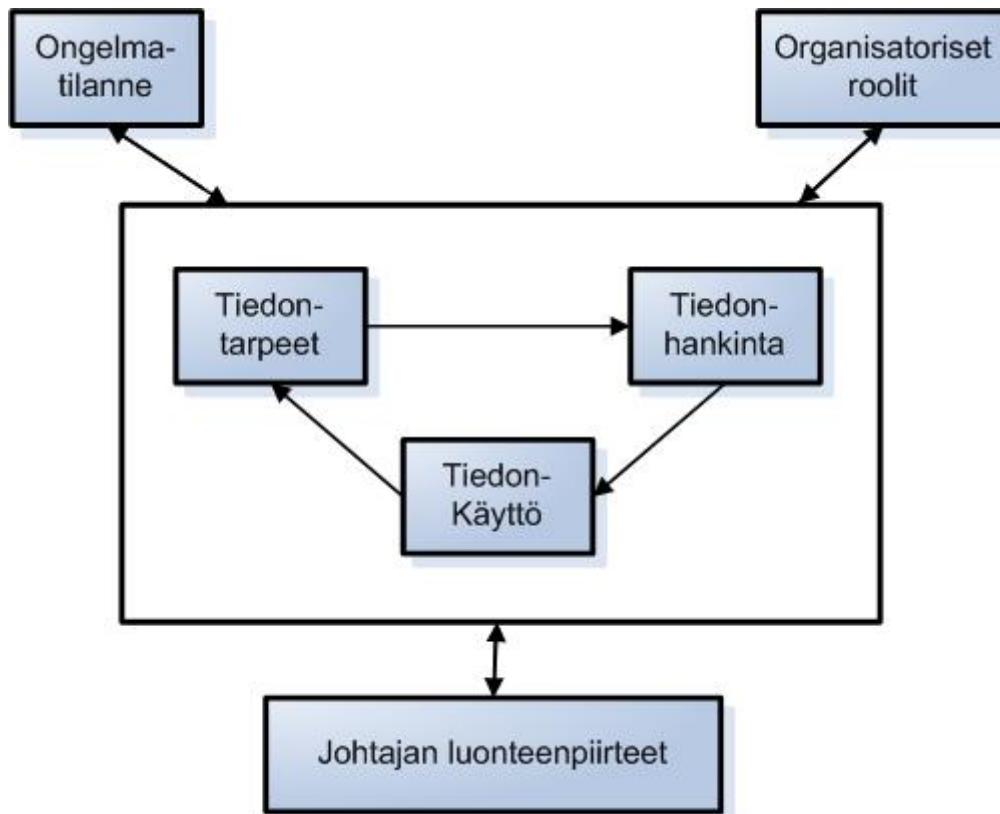 Ongelma-
tilanne
Organisatoriset
roolit
Tiedon-
tarpeet
Tiedon-
hankinta
Tiedon-
Käyttö
Johtajan luonteenpiirteet